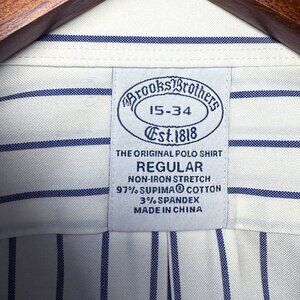 Brooks Brothers
15-34
Est. 1818
THE ORIGINAL POLO SHIRT
REGULAR
NON-IRON STRETCH
97% SUPIMA® COTTON
3% SPANDEX
MADE IN CHINA